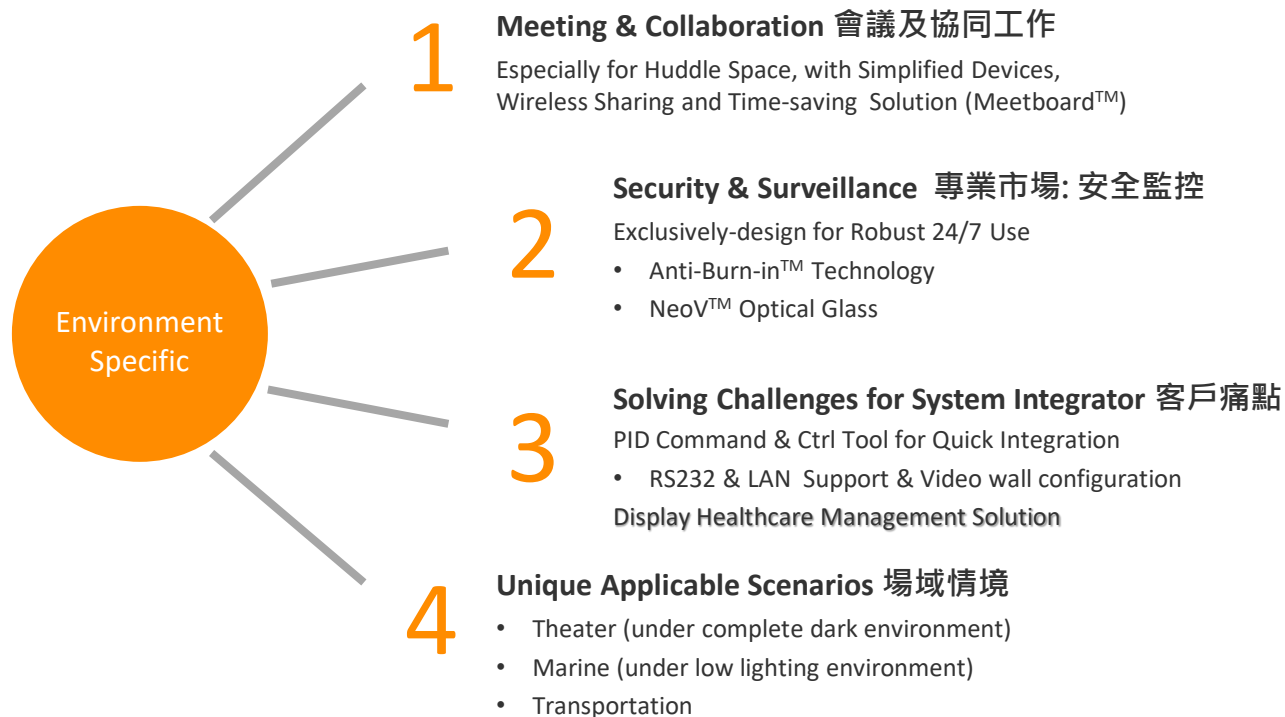 Environment
Specific
1
Meeting & Collaboration 會議及協同工作
Especially for Huddle Space, with Simplified Devices,
Wireless Sharing and Time-saving Solution (Meetboard™)
2
Security & Surveillance 專業市場: 安全監控
Exclusively-design for Robust 24/7 Use
• Anti-Burn-in™ Technology
• NeoV™ Optical Glass
3
Solving Challenges for System Integrator 客戶痛點
PID Command & Ctrl Tool for Quick Integration
• RS232 & LAN Support & Video wall configuration
Display Healthcare Management Solution
4
Unique Applicable Scenarios 場域情境
• Theater (under complete dark environment)
• Marine (under low lighting environment)
• Transportation